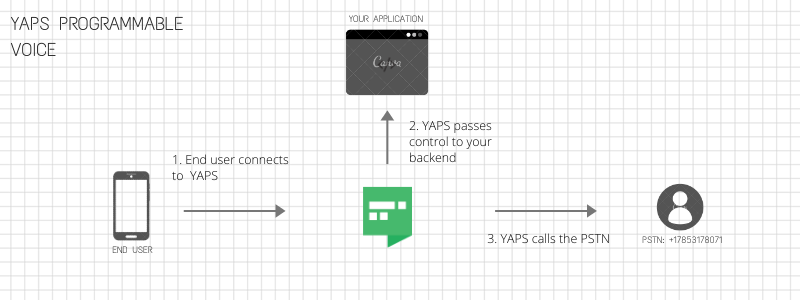 YAPS PROGRAMMABLE
VOICE
YOUR APPLICATION
Canva
2. YAPS passes
control to your
backend
1. End user connects
to YAPS
END USER
3. YAPS calls the PSTN
PSTN: +17853178071